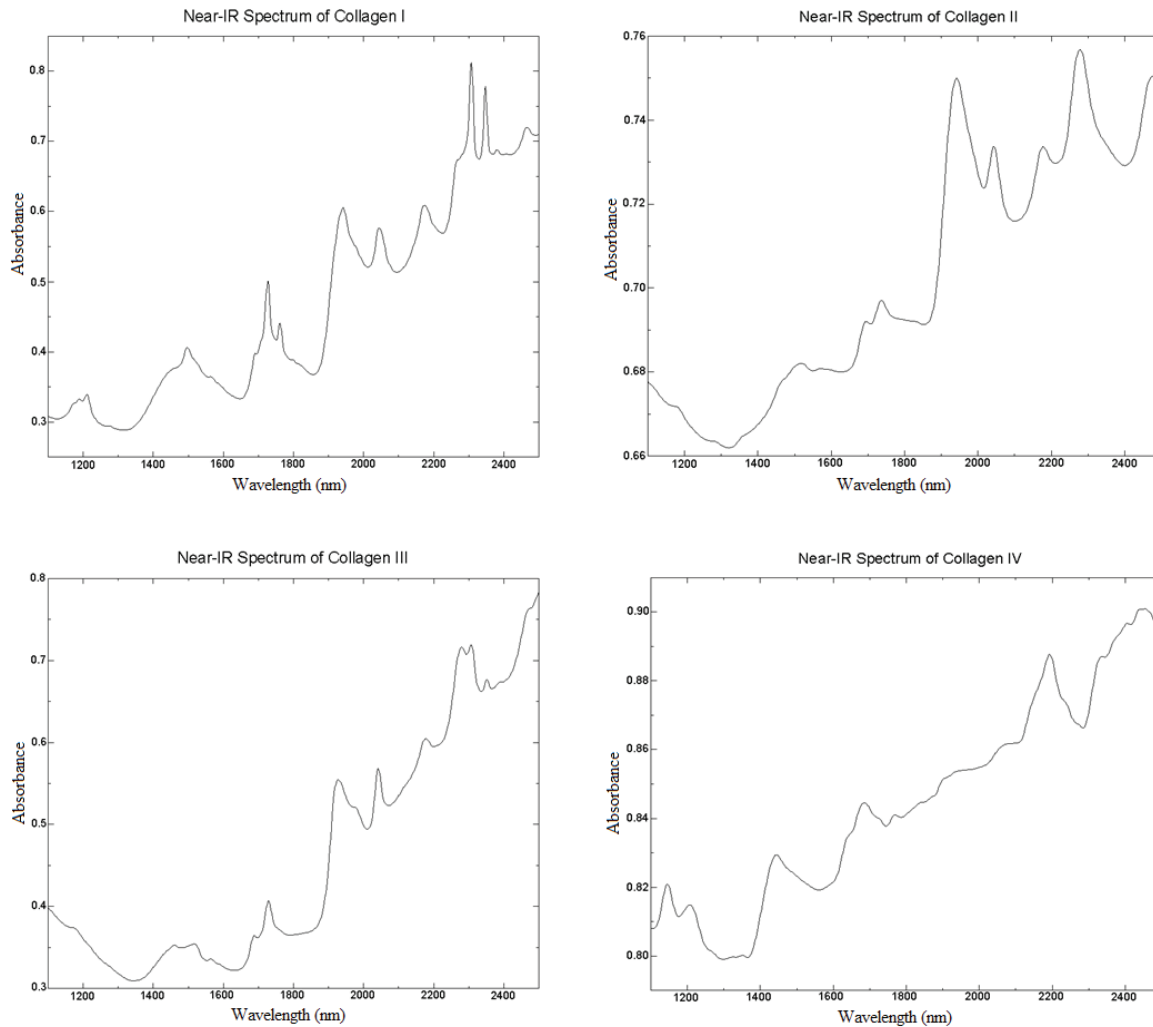 Near-IR Spectrum of Collagen I
0.8
0.7
0.6
0.5
0.4
0.3
Absorbance
1200 1400 1600 1800 2000 2200 2400
Wavelength (nm)
Near-IR Spectrum of Collagen II
0.76
0.74
0.72
0.70
0.68
0.66
Absorbance
1200 1400 1600 1800 2000 2200 2400
Wavelength (nm)
Near-IR Spectrum of Collagen III
0.8
0.7
0.6
0.5
0.4
0.3
Absorbance
1200 1400 1600 1800 2000 2200 2400
Wavelength (nm)
Near-IR Spectrum of Collagen IV
0.90
0.88
0.86
0.84
0.82
0.80
Absorbance
1200 1400 1600 1800 2000 2200 2400
Wavelength (nm)